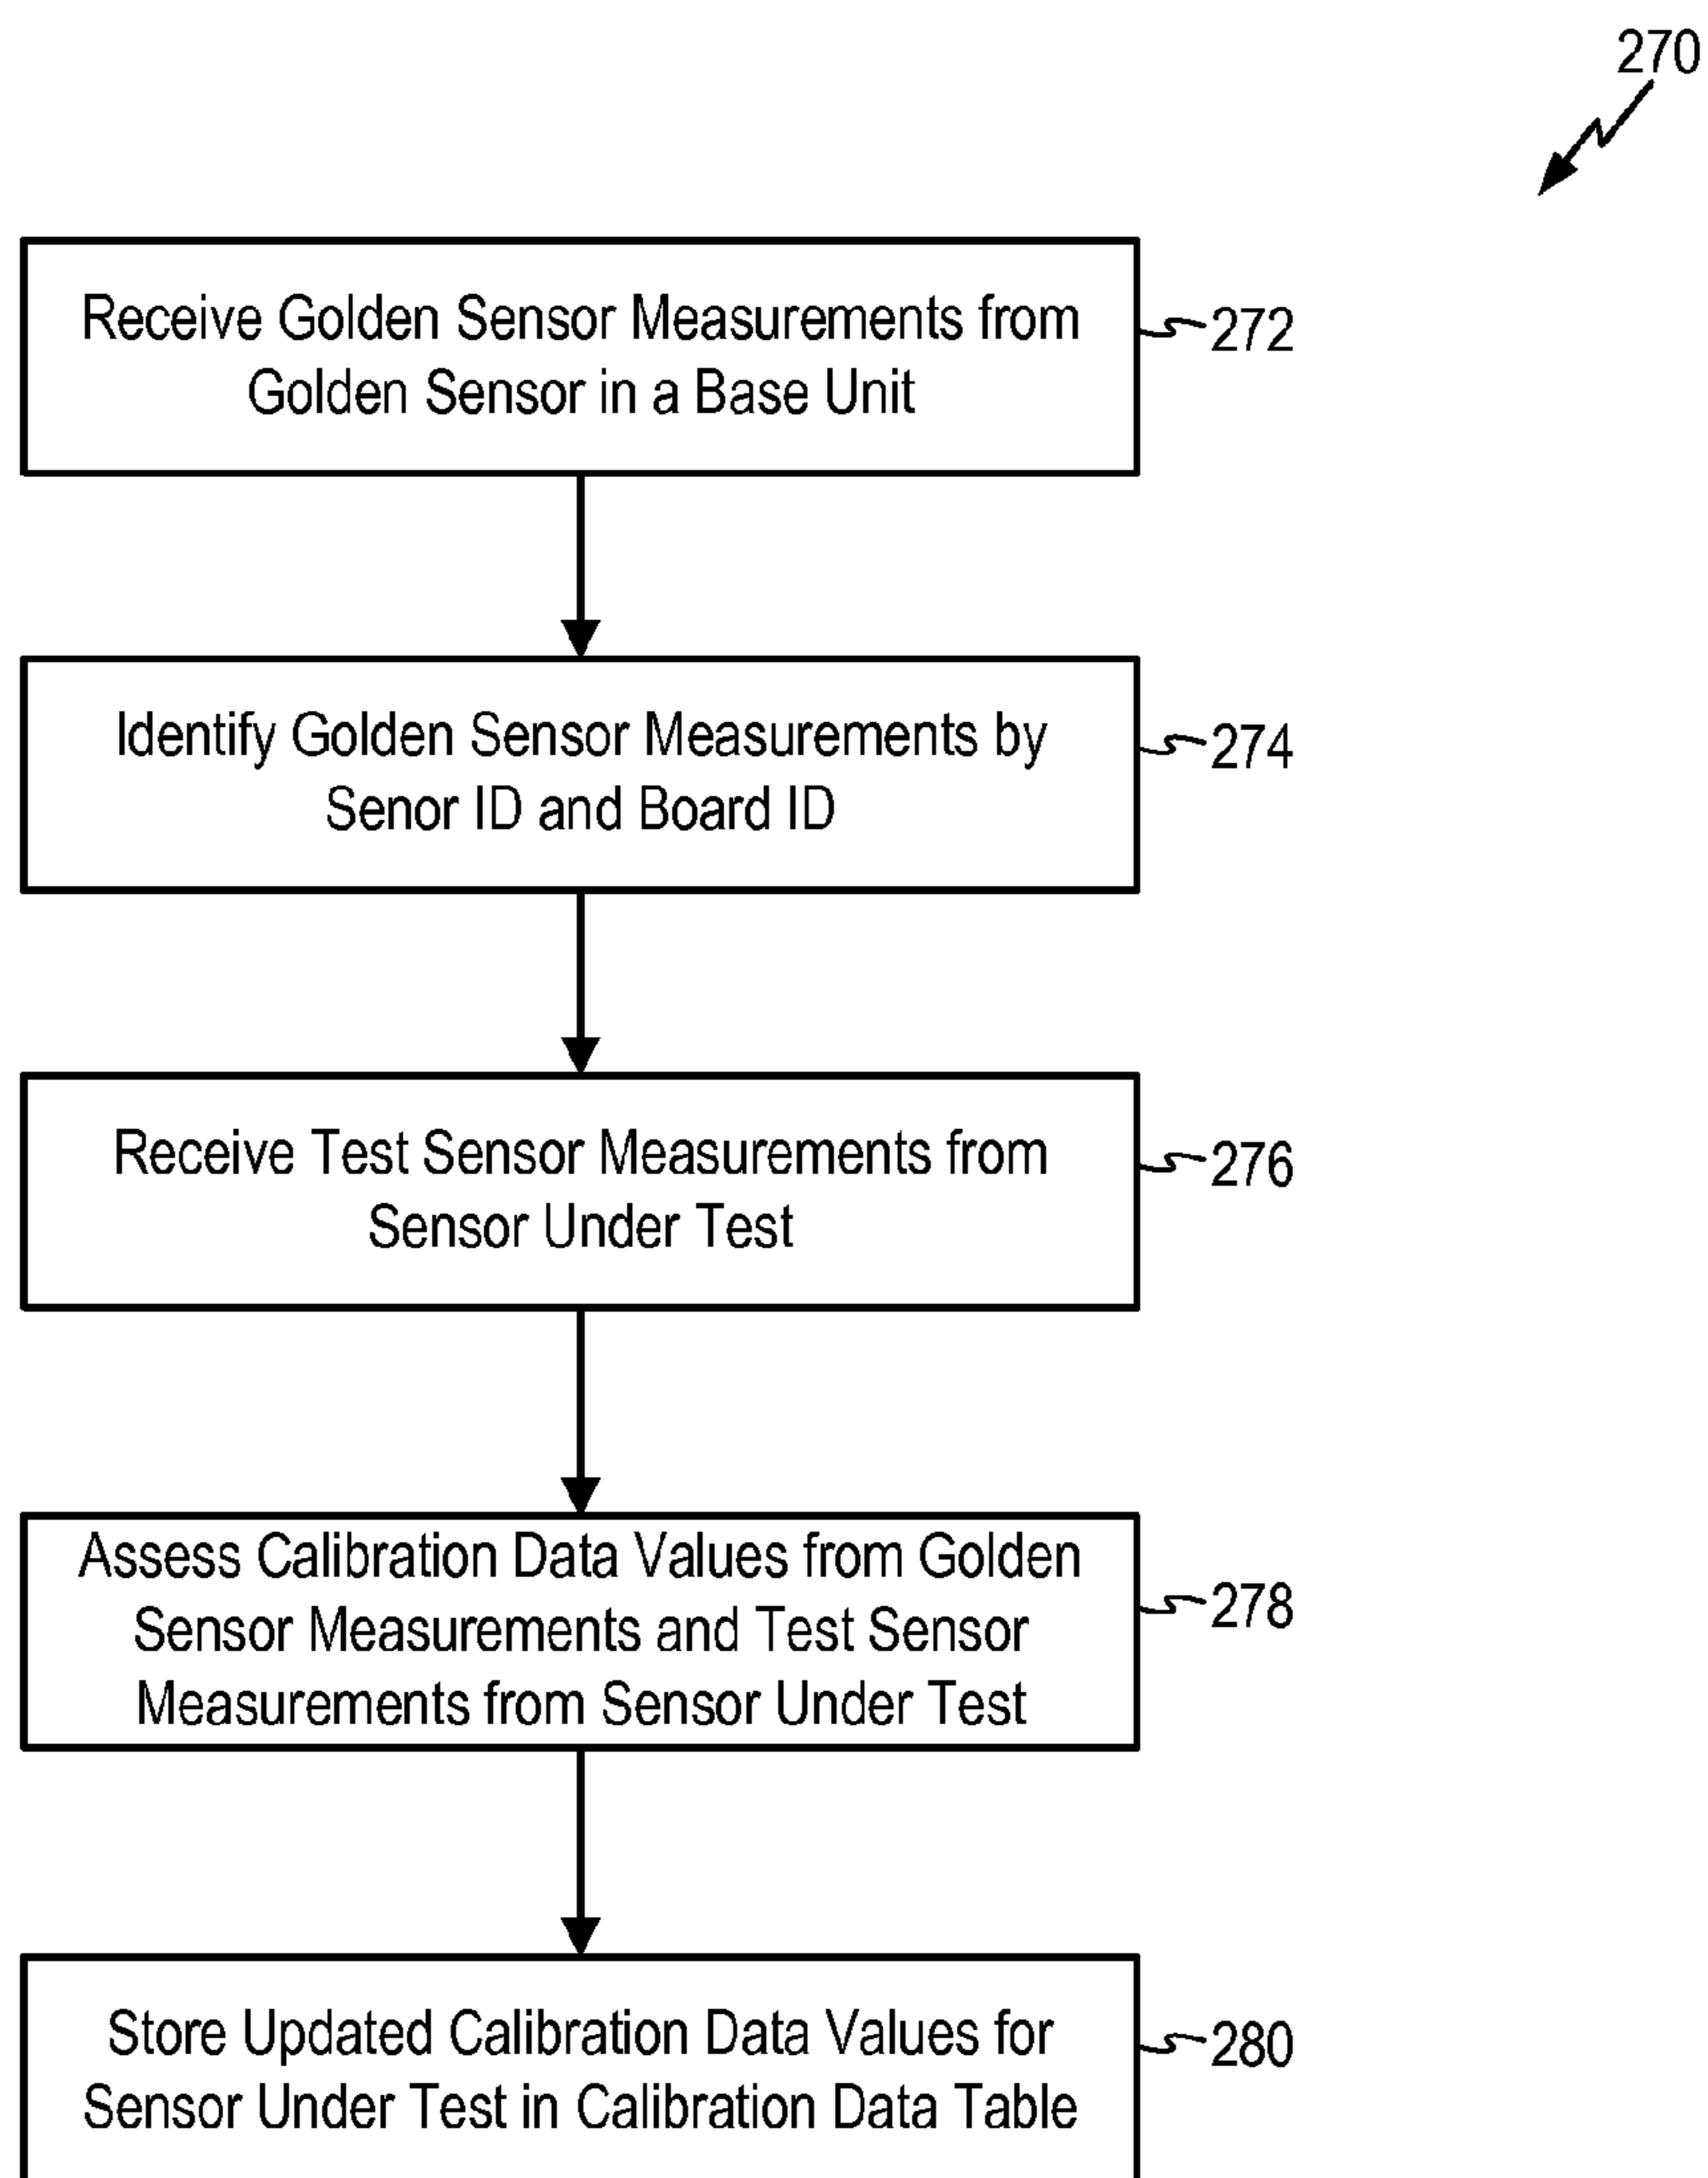 270
Receive Golden Sensor Measurements from
Golden Sensor in a Base Unit
272
Identify Golden Sensor Measurements by
Senor ID and Board ID
274
Receive Test Sensor Measurements from
Sensor Under Test
276
Assess Calibration Data Values from Golden
Sensor Measurements and Test Sensor
Measurements from Sensor Under Test
278
Store Updated Calibration Data Values for
Sensor Under Test in Calibration Data Table
280